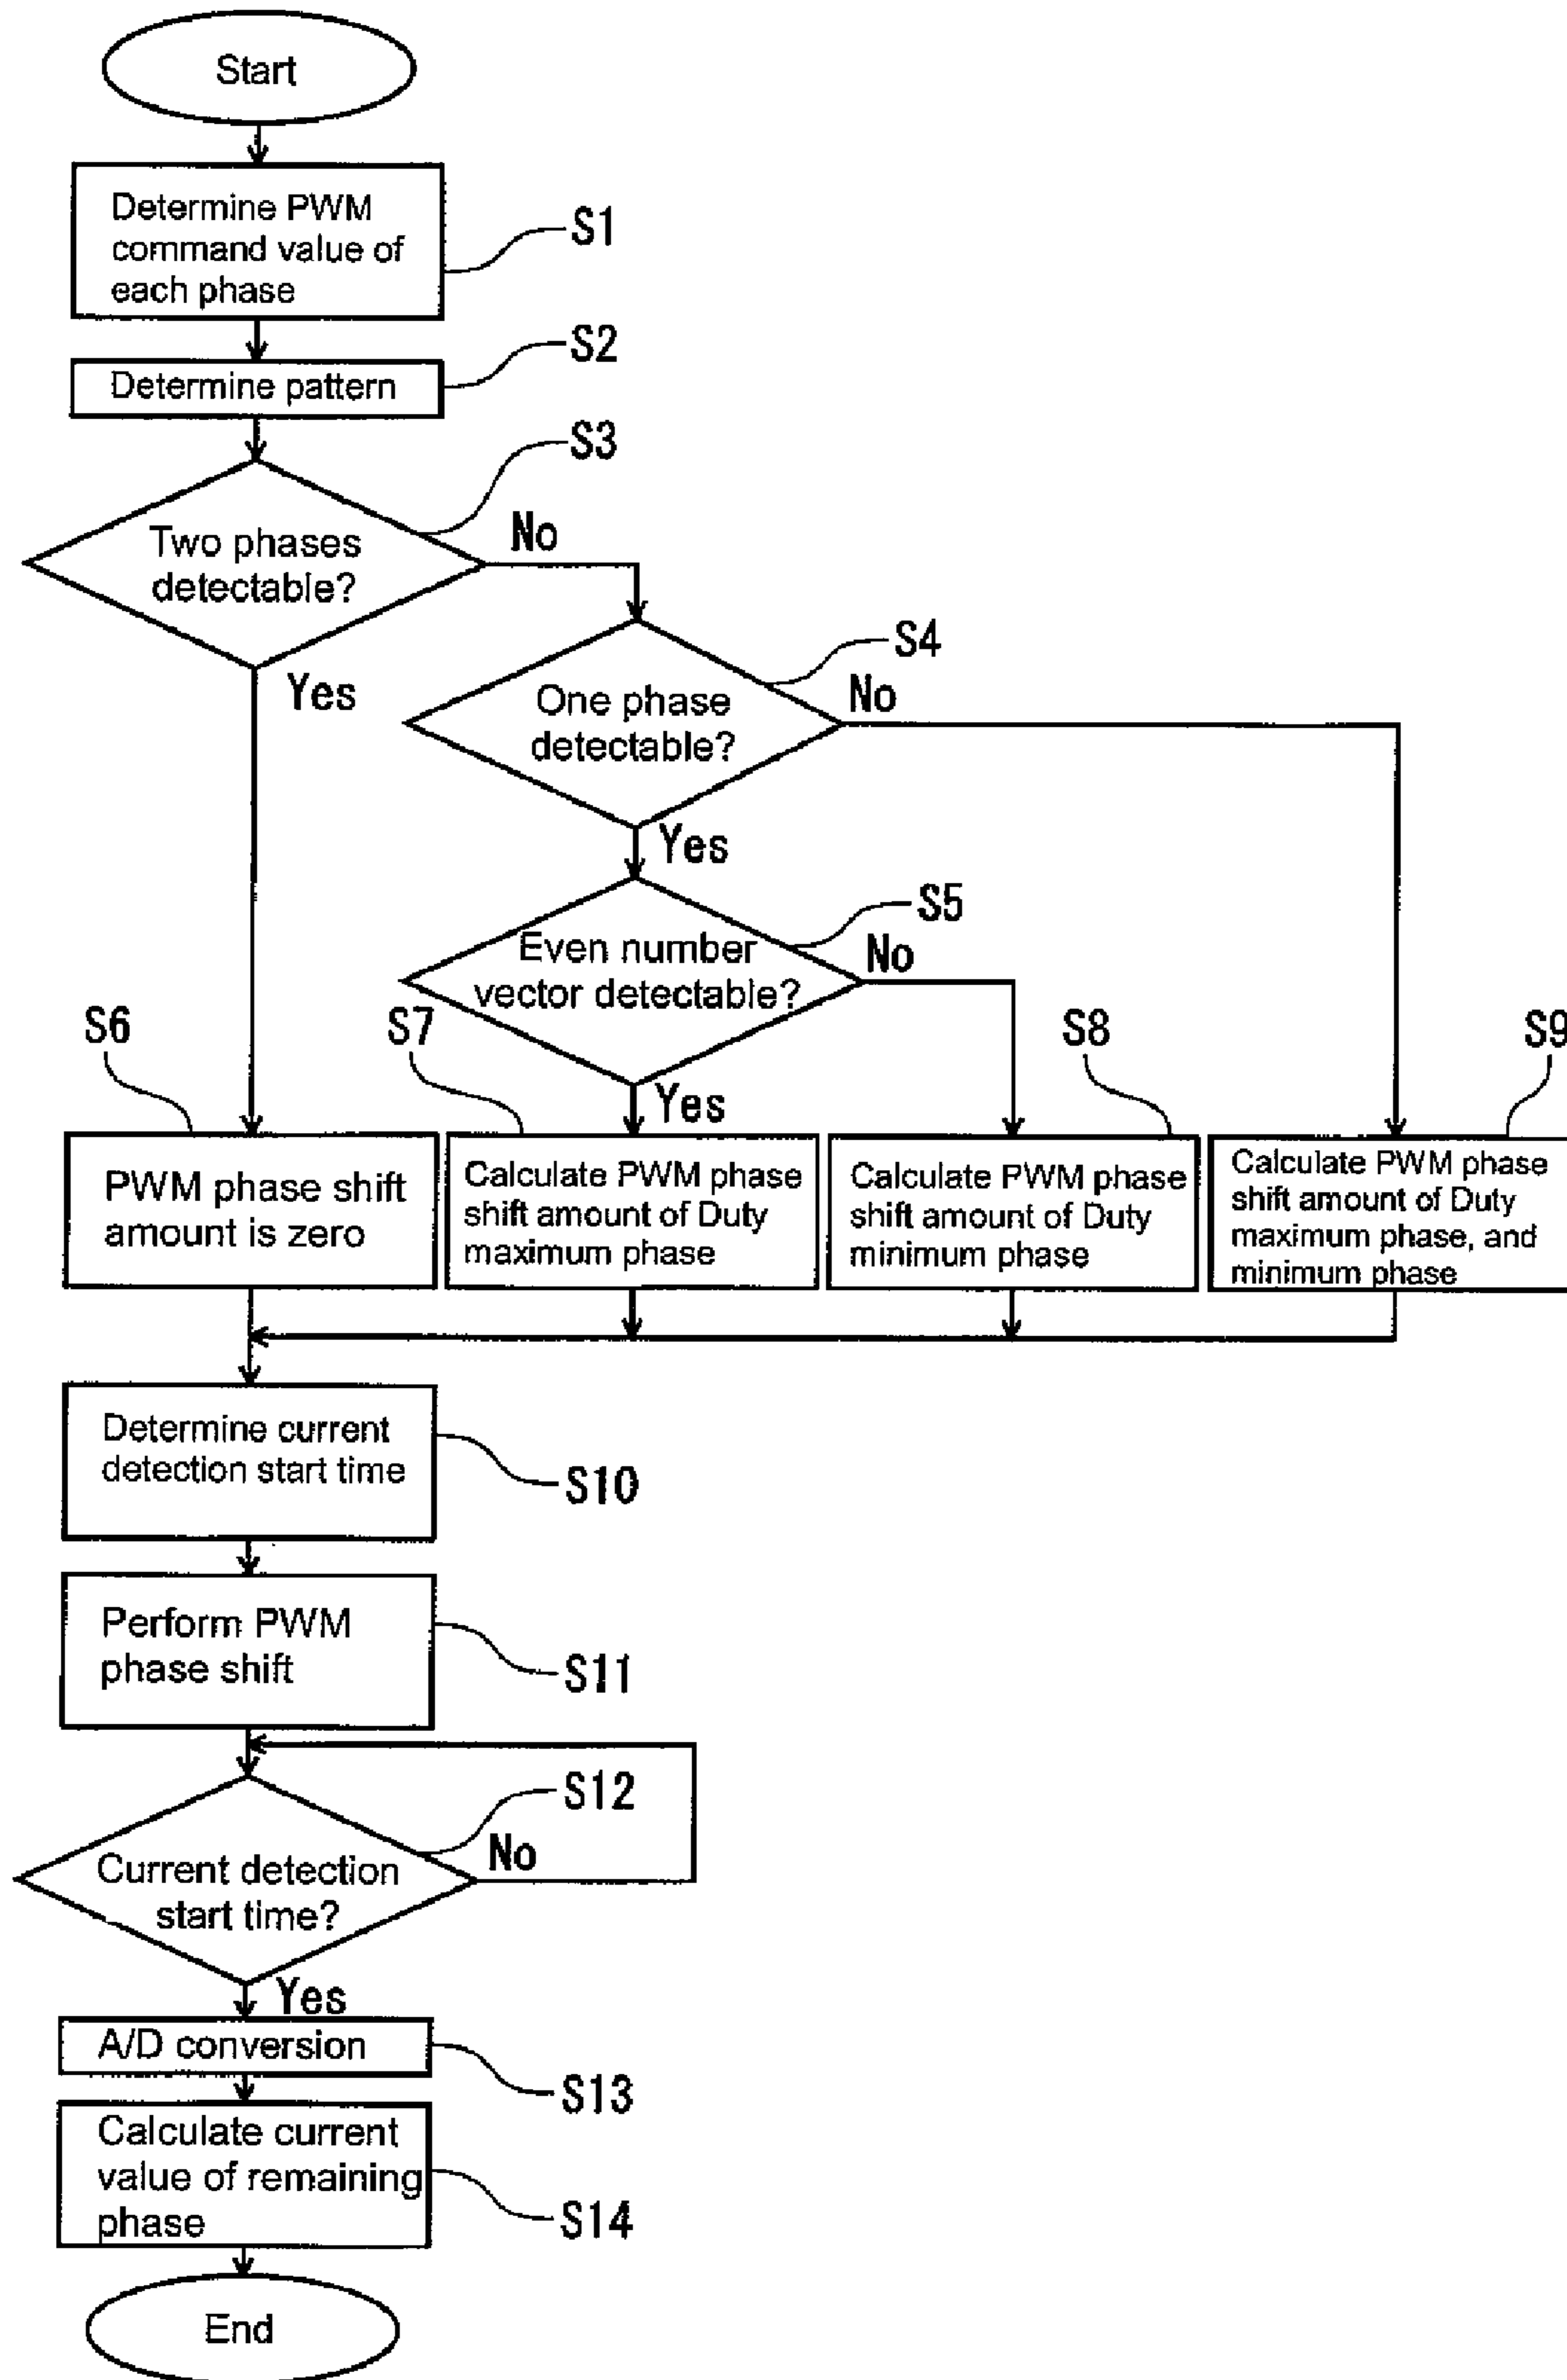 Start
Determine PWM
command value of
each phase
S1
S2
Determine pattern
S3
Two phases
detectable?
No
Yes
S4
One phase
detectable?
No
Yes
S5
Even number
vector detectable?
No
Yes
S6
S7
S8
S9
PWM phase shift
amount is zero
Calculate PWM phase
shift amount of Duty
maximum phase
Calculate PWM phase
shift amount of Duty
minimum phase
Calculate PWM phase
shift amount of Duty
maximum phase, and
minimum phase
Determine current
detection start time
S10
Perform PWM
phase shift
S11
S12
Current detection
start time?
No
Yes
A/D conversion
S13
Calculate current
value of remaining
phase
S14
End